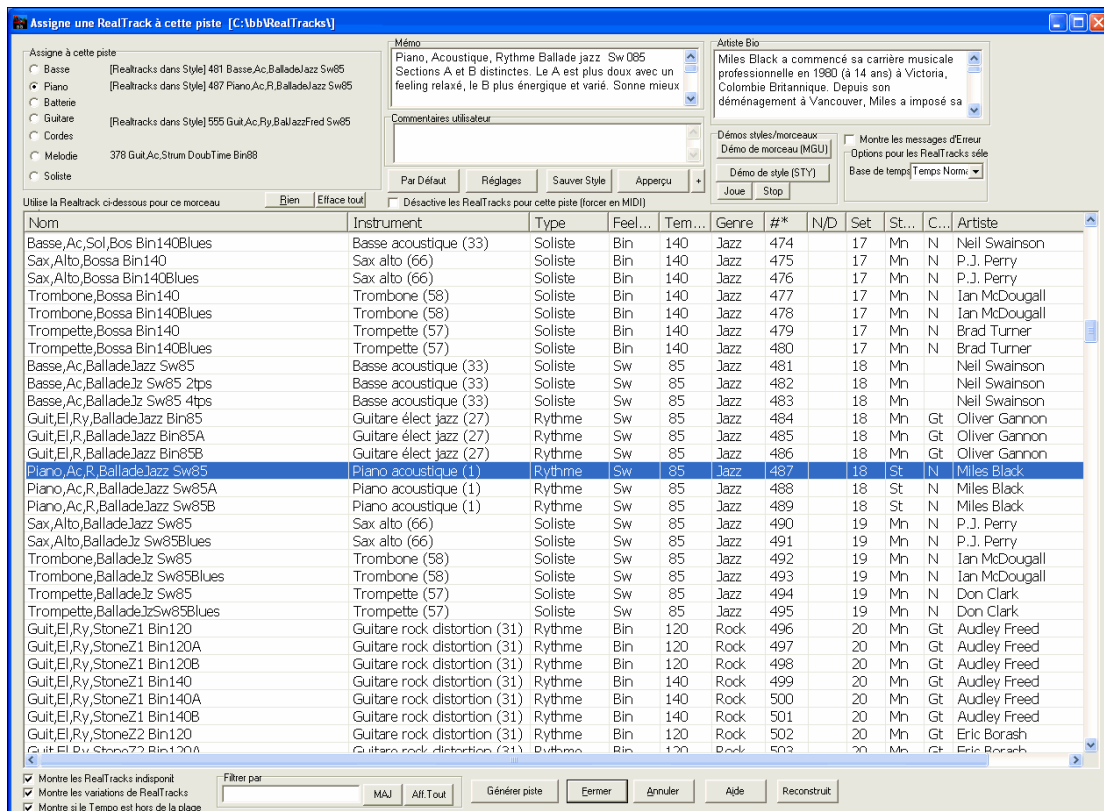 Assigne une RealTrack à cette piste [C:\bb\RealTracks\]
Assigne à cette piste
Basse [Realtracks dans Style] 481 Basse,Ac,BalladeJazz Sw85
Piano [Realtracks dans Style] 487 Piano,Ac,R,BalladeJazz Sw85
Batterie
Guitare [Realtracks dans Style] 555 Guit,Ac,Ry,BalJazzFred Sw85
Cordes
Melodie 378 Guit,Ac,Strum DoubTime Bin88
Soliste
Utilise la Realtrack ci-dessous pour ce morceau
Rien
Efface tout
Mémo
Piano, Acoustique, Rythme Ballade jazz Sw 085
Sections A et B distinctes. Le A est plus doux avec un
feeling relaxé, le B plus énergique et varié. Sonne mieux
Commentaires utilisateur
Par Défaut
Réglages
Sauver Style
Aperçu
+
Désactive les RealTracks pour cette piste (forcer en MIDI)
Artiste Bio
Miles Black a commencé sa carrière musicale
professionnelle en 1980 (à 14 ans) à Victoria,
Colombie Britannique. Depuis son
déménagement à Vancouver, Miles a imposé sa
Démos styles/morceaux
Démo de morceau (MGU)
Démo de style (STY)
Joue
Stop
Montre les messages d'Erreur
Options pour les RealTracks séle
Base de temps Temps Norma
Nom Instrument Type Feel... Tem... Genre #* N/D Set St... C... Artiste
Basse,Ac,Sol,Bos Bin140Blues Basse acoustique (33) Soliste Bin 140 Jazz 474 17 Mn N Neil Swainson
Sax,Alto,Bossa Bin140 Sax alto (66) Soliste Bin 140 Jazz 475 17 Mn N P.J. Perry
Sax,Alto,Bossa Bin140Blues Sax alto (66) Soliste Bin 140 Jazz 476 17 Mn N P.J. Perry
Trombone,Bossa Bin140 Trombone (58) Soliste Bin 140 Jazz 477 17 Mn N Ian McDougall
Trombone,Bossa Bin140Blues Trombone (58) Soliste Bin 140 Jazz 478 17 Mn N Ian McDougall
Trompette,Bossa Bin140 Trompette (57) Soliste Bin 140 Jazz 479 17 Mn N Brad Turner
Trompette,Bossa Bin140Blues Trompette (57) Soliste Bin 140 Jazz 480 17 Mn N Brad Turner
Basse,Ac,BalladeJazz Sw85 Basse acoustique (33) Soliste Sw 85 Jazz 481 18 Mn Neil Swainson
Basse,Ac,BalladeJz Sw85 2tps Basse acoustique (33) Soliste Sw 85 Jazz 482 18 Mn Neil Swainson
Basse,Ac,BalladeJz Sw85 4tps Basse acoustique (33) Soliste Sw 85 Jazz 483 18 Mn Neil Swainson
Guit,El,Ry,BalladeJazz Bin85 Guitare élect jazz (27) Rythme Sw 85 Jazz 484 18 Mn Gt Oliver Gannon
Guit,El,R,BalladeJazz Bin85A Guitare élect jazz (27) Rythme Sw 85 Jazz 485 18 Mn Gt Oliver Gannon
Guit,El,R,BalladeJazz Bin85B Guitare élect jazz (27) Rythme Sw 85 Jazz 486 18 Mn Gt Oliver Gannon
Piano,Ac,R,BalladeJazz Sw85 Piano acoustique (1) Rythme Sw 85 Jazz 487 18 St N Miles Black
Piano,Ac,R,BalladeJazz Sw85A Piano acoustique (1) Rythme Sw 85 Jazz 488 18 St N Miles Black
Piano,Ac,R,BalladeJazz Sw85B Piano acoustique (1) Rythme Sw 85 Jazz 489 18 St N Miles Black
Sax,Alto,BalladeJazz Sw85 Sax alto (66) Soliste Sw 85 Jazz 490 19 Mn N P.J. Perry
Sax,Alto,BalladeJz Sw85Blues Sax alto (66) Soliste Sw 85 Jazz 491 19 Mn N P.J. Perry
Trombone,BalladeJz Sw85 Trombone (58) Soliste Sw 85 Jazz 492 19 Mn N Ian McDougall
Trombone,BalladeJz Sw85Blues Trombone (58) Soliste Sw 85 Jazz 493 19 Mn N Ian McDougall
Trompette,BalladeJz Sw85 Trompette (57) Soliste Sw 85 Jazz 494 19 Mn N Don Clark
Trompette,BalladeJzSw85Blues Trompette (57) Soliste Sw 85 Jazz 495 19 Mn N Don Clark
Guit,El,Ry,StoneZ1 Bin120 Guitare rock distortion (31) Rythme Bin 120 Rock 496 20 Mn Gt Audley Freed
Guit,El,Ry,StoneZ1 Bin120A Guitare rock distortion (31) Rythme Bin 120 Rock 497 20 Mn Gt Audley Freed
Guit,El,Ry,StoneZ1 Bin120B Guitare rock distortion (31) Rythme Bin 120 Rock 498 20 Mn Gt Audley Freed
Guit,El,Ry,StoneZ1 Bin140 Guitare rock distortion (31) Rythme Bin 140 Rock 499 20 Mn Gt Audley Freed
Guit,El,Ry,StoneZ1 Bin140A Guitare rock distortion (31) Rythme Bin 140 Rock 500 20 Mn Gt Audley Freed
Guit,El,Ry,StoneZ1 Bin140B Guitare rock distortion (31) Rythme Bin 140 Rock 501 20 Mn Gt Audley Freed
Guit,El,Ry,StoneZ2 Bin120 Guitare rock distortion (31) Rythme Bin 120 Rock 502 20 Mn Gt Eric Borash
Guit,El,Ry,StoneZ2 Bin120A Guitare rock distortion (31) Rythme Bin 120 Rock 503 20 Mn Gt Eric Borash
Montre les RealTracks indisponit
Montre les variations de RealTracks
Montre si le Tempo est hors de la plage
Filtrer par
MAJ
Aff.Tout
Générer piste
Fermer
Annuler
Aide
Reconstruit